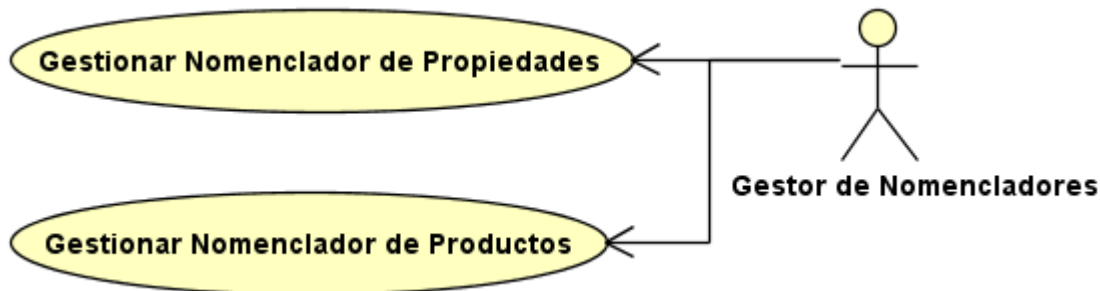 Gestionar Nomenclador de Propiedades
Gestor de Nomencladores
Gestionar Nomenclador de Productos